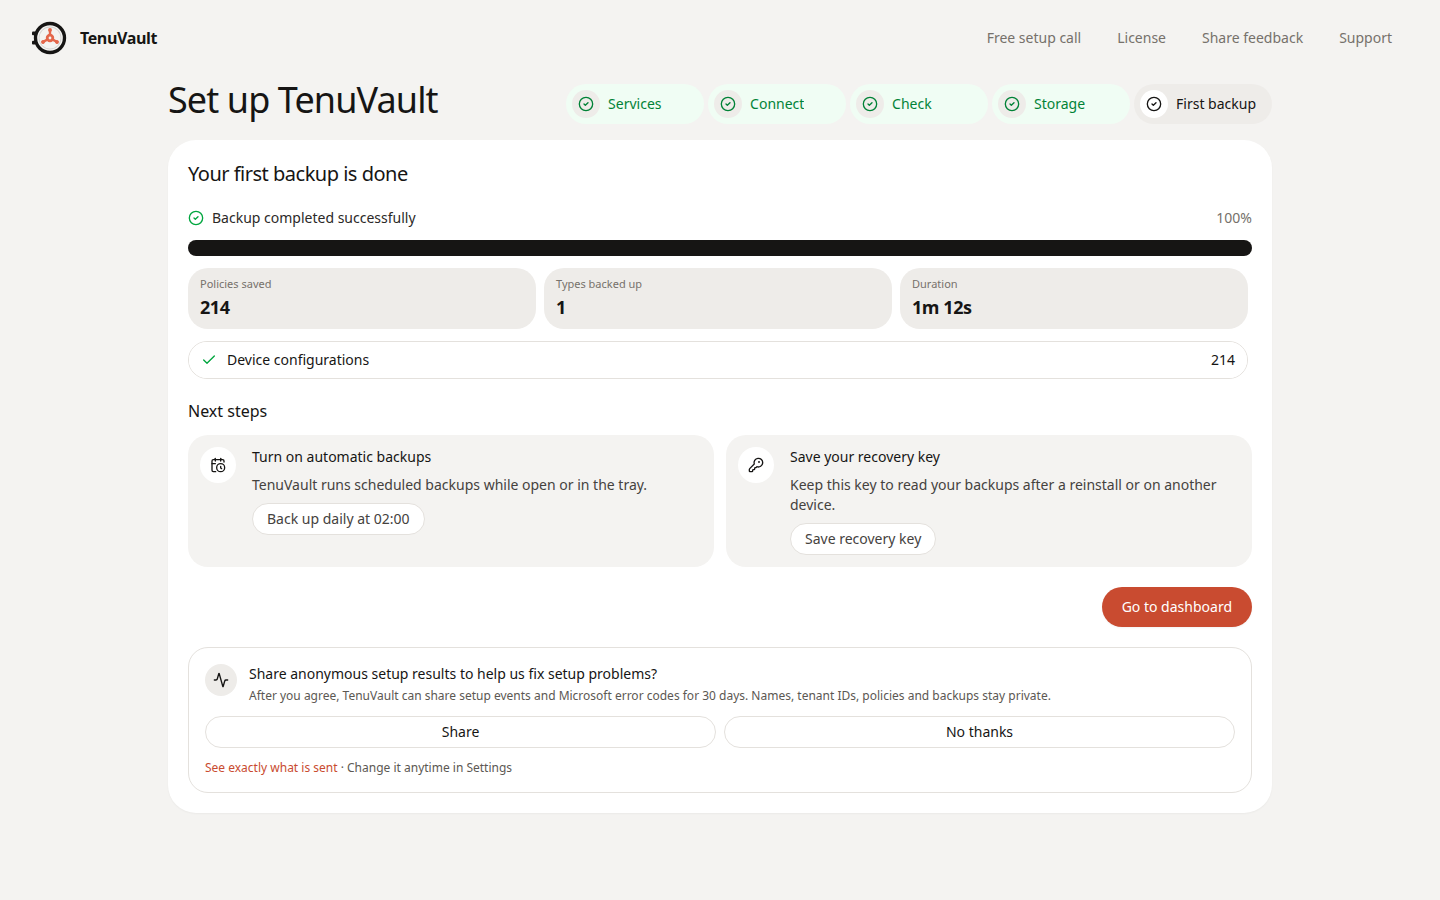 TenuVault
Free setup call
License
Share feedback
Support
Set up TenuVault
Services
Connect
Check
Storage
First backup
Your first backup is done
Backup completed successfully
100%
Policies saved
214
Types backed up
1
Duration
1m 12s
Device configurations
214
Next steps
Turn on automatic backups
TenuVault runs scheduled backups while open or in the tray.
Back up daily at 02:00
Save your recovery key
Keep this key to read your backups after a reinstall or on another
device.
Save recovery key
Go to dashboard
Share anonymous setup results to help us fix setup problems?
After you agree, TenuVault can share setup events and Microsoft error codes for 30 days. Names, tenant IDs, policies and backups stay private.
Share
No thanks
See exactly what is sent · Change it anytime in Settings